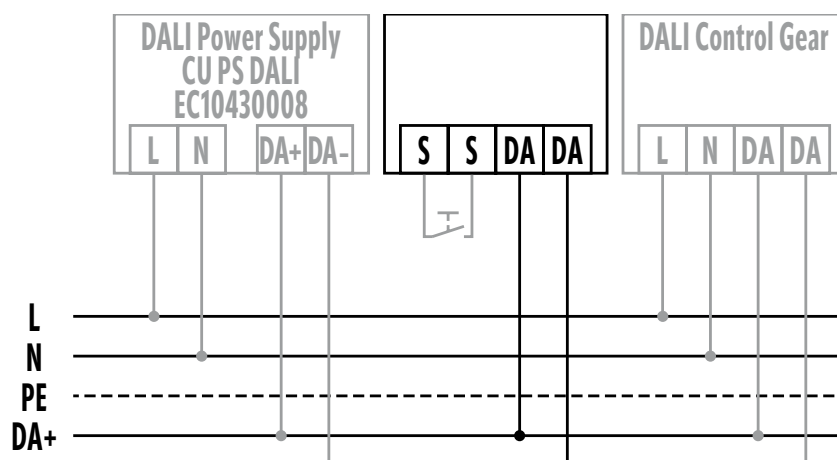 DALI Power Supply
CU PS DALI
EC10430008
L N DA+ DA-
S S DA DA
DALI Control Gear
L N DA DA
L
N
PE
DA+